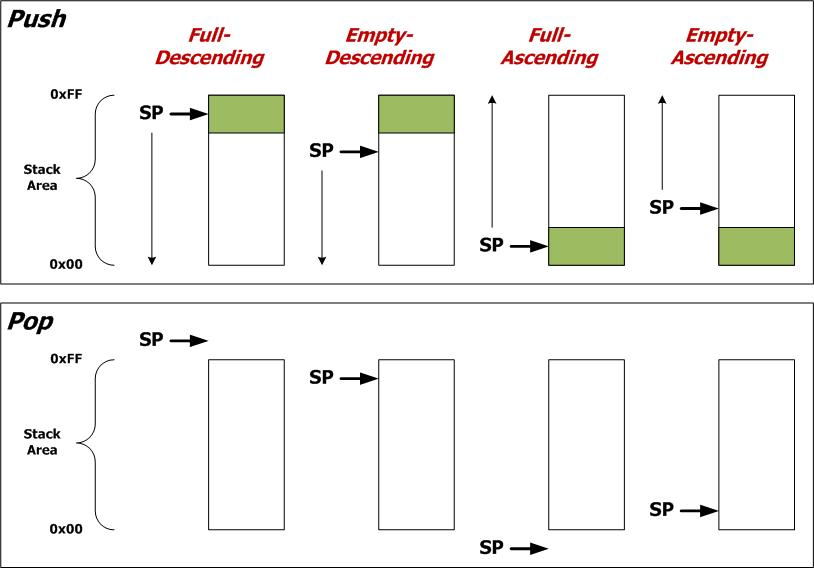 Push
Full-
Descending
Empty-
Descending
Full-
Ascending
Empty-
Ascending
0xFF
SP
SP
Stack
Area
SP
SP
0x00
Pop
SP
0xFF
SP
Stack
Area
SP
0x00
SP